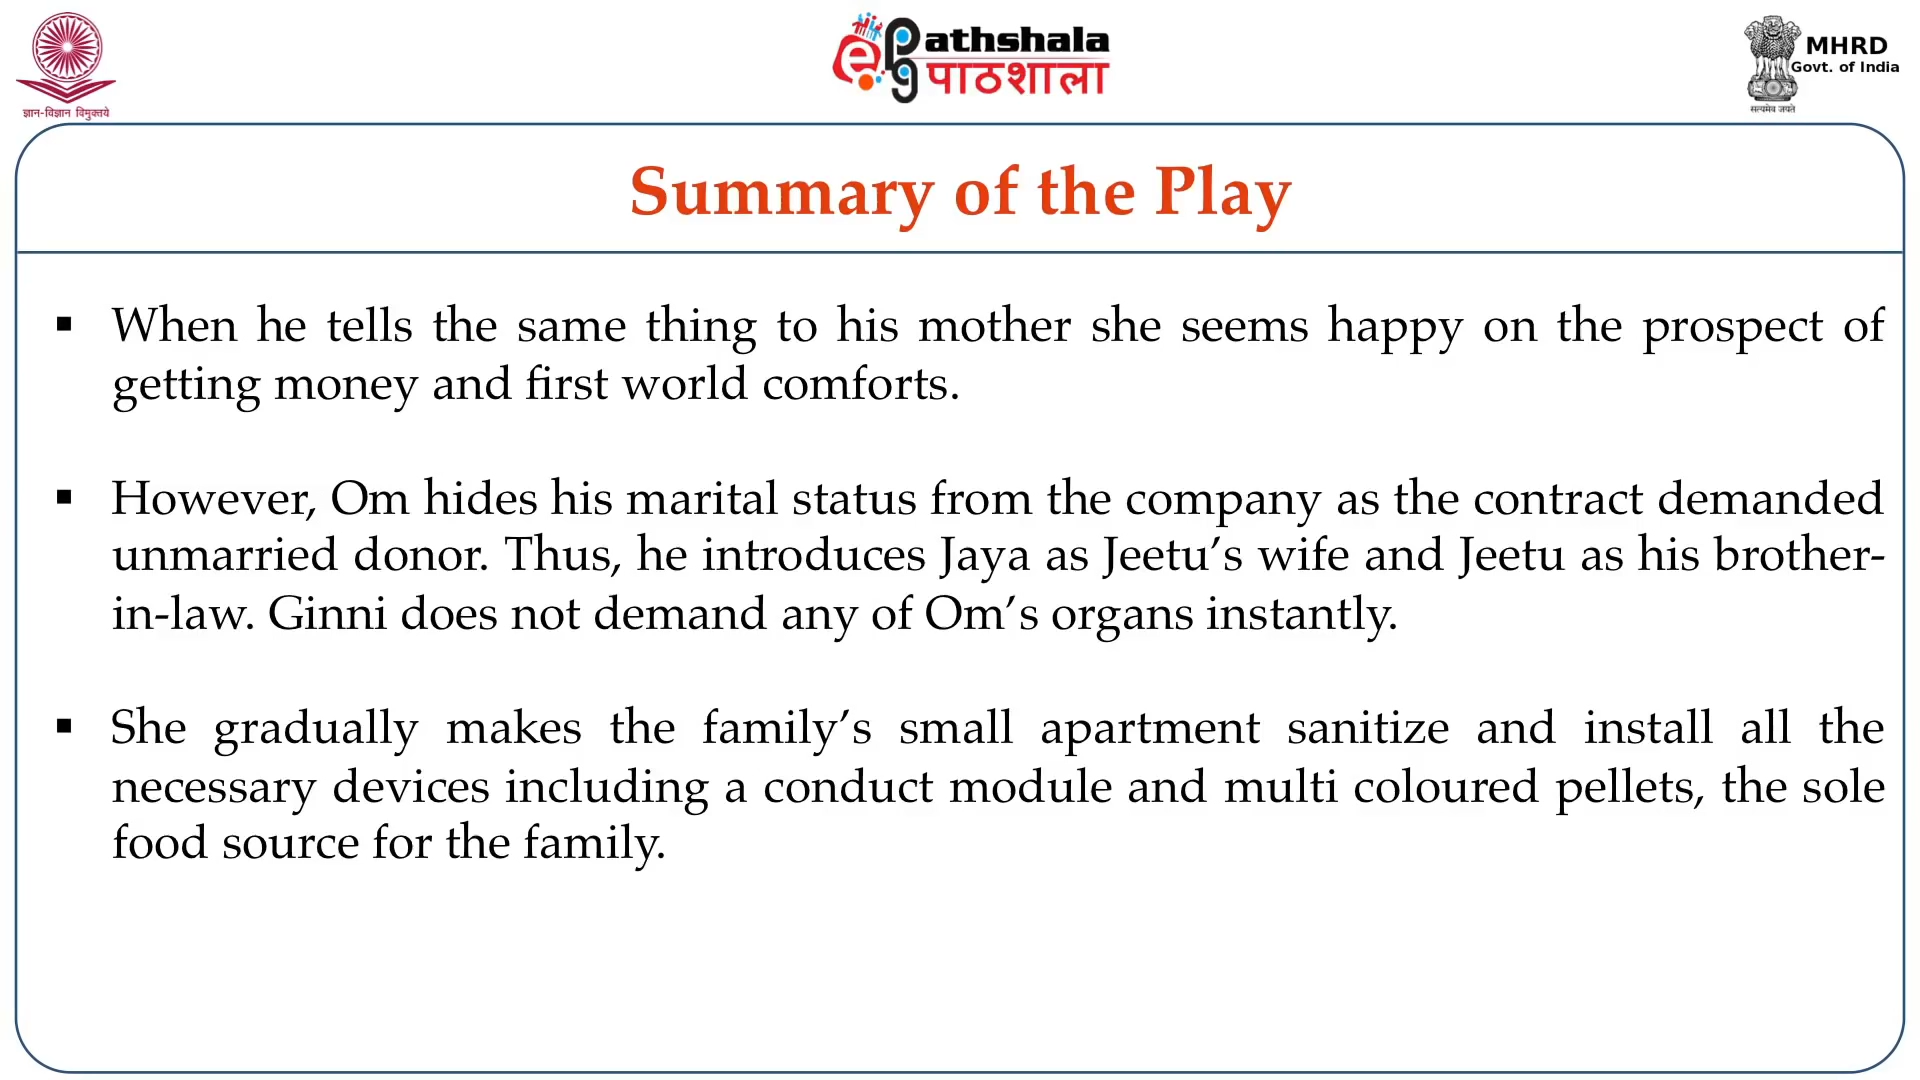 ज्ञान-विज्ञान विमुक्तये
e pg Pathshala
पाठशाला
MHRD
Govt. of India
सत्यमेव जयते
Summary of the Play
▪ When he tells the same thing to his mother she seems happy on the prospect of
getting money and first world comforts.
▪ However, Om hides his marital status from the company as the contract demanded
unmarried donor. Thus, he introduces Jaya as Jeetu’s wife and Jeetu as his brother-
in-law. Ginni does not demand any of Om’s organs instantly.
▪ She gradually makes the family’s small apartment sanitize and install all the
necessary devices including a conduct module and multi coloured pellets, the sole
food source for the family.